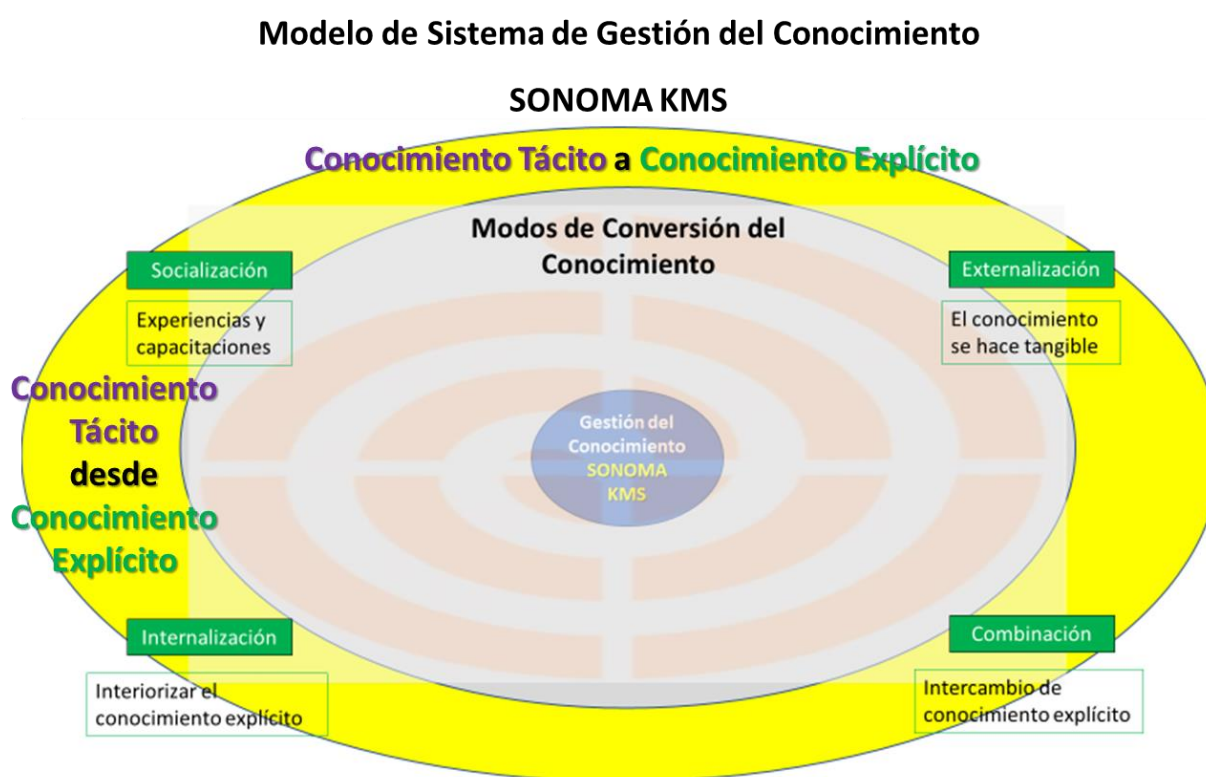 Modelo de Sistema de Gestión del Conocimiento
SONOMA KMS
Conocimiento Tácito a Conocimiento Explícito
Modos de Conversión del
Conocimiento
Socialización
Experiencias y
capacitaciones
Externalización
El conocimiento
se hace tangible
Conocimiento
Tácito
desde
Conocimiento
Explícito
Gestión del
Conocimiento
SONOMA
KMS
Internalización
Interiorizar el
conocimiento explícito
Combinación
Intercambio de
conocimiento explícito